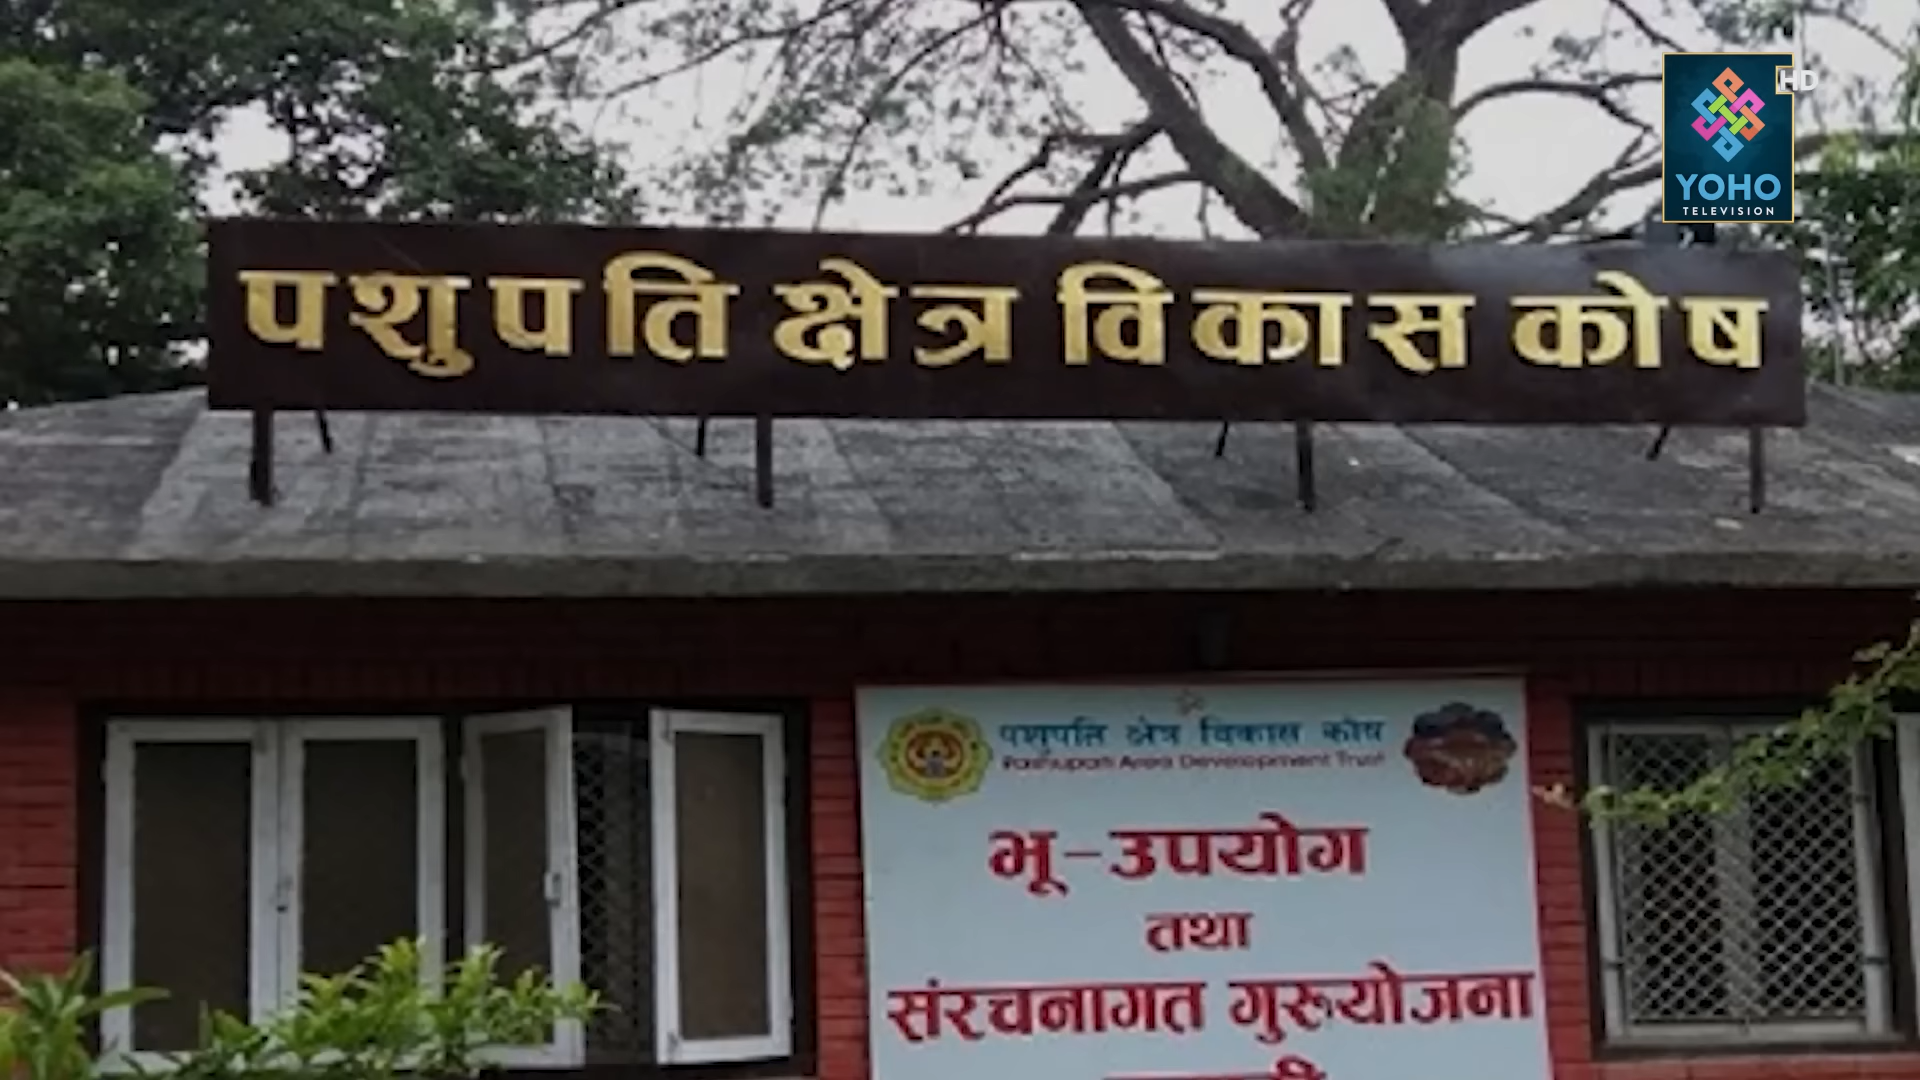 HD
YOHO
TELEVISION
पशुपति क्षेत्र विकास कोष
पशुपति क्षेत्र विकास कोष
Pashupati Area Development Trust
भू-उपयोग
तथा
संरचनागत गुरुयोजना